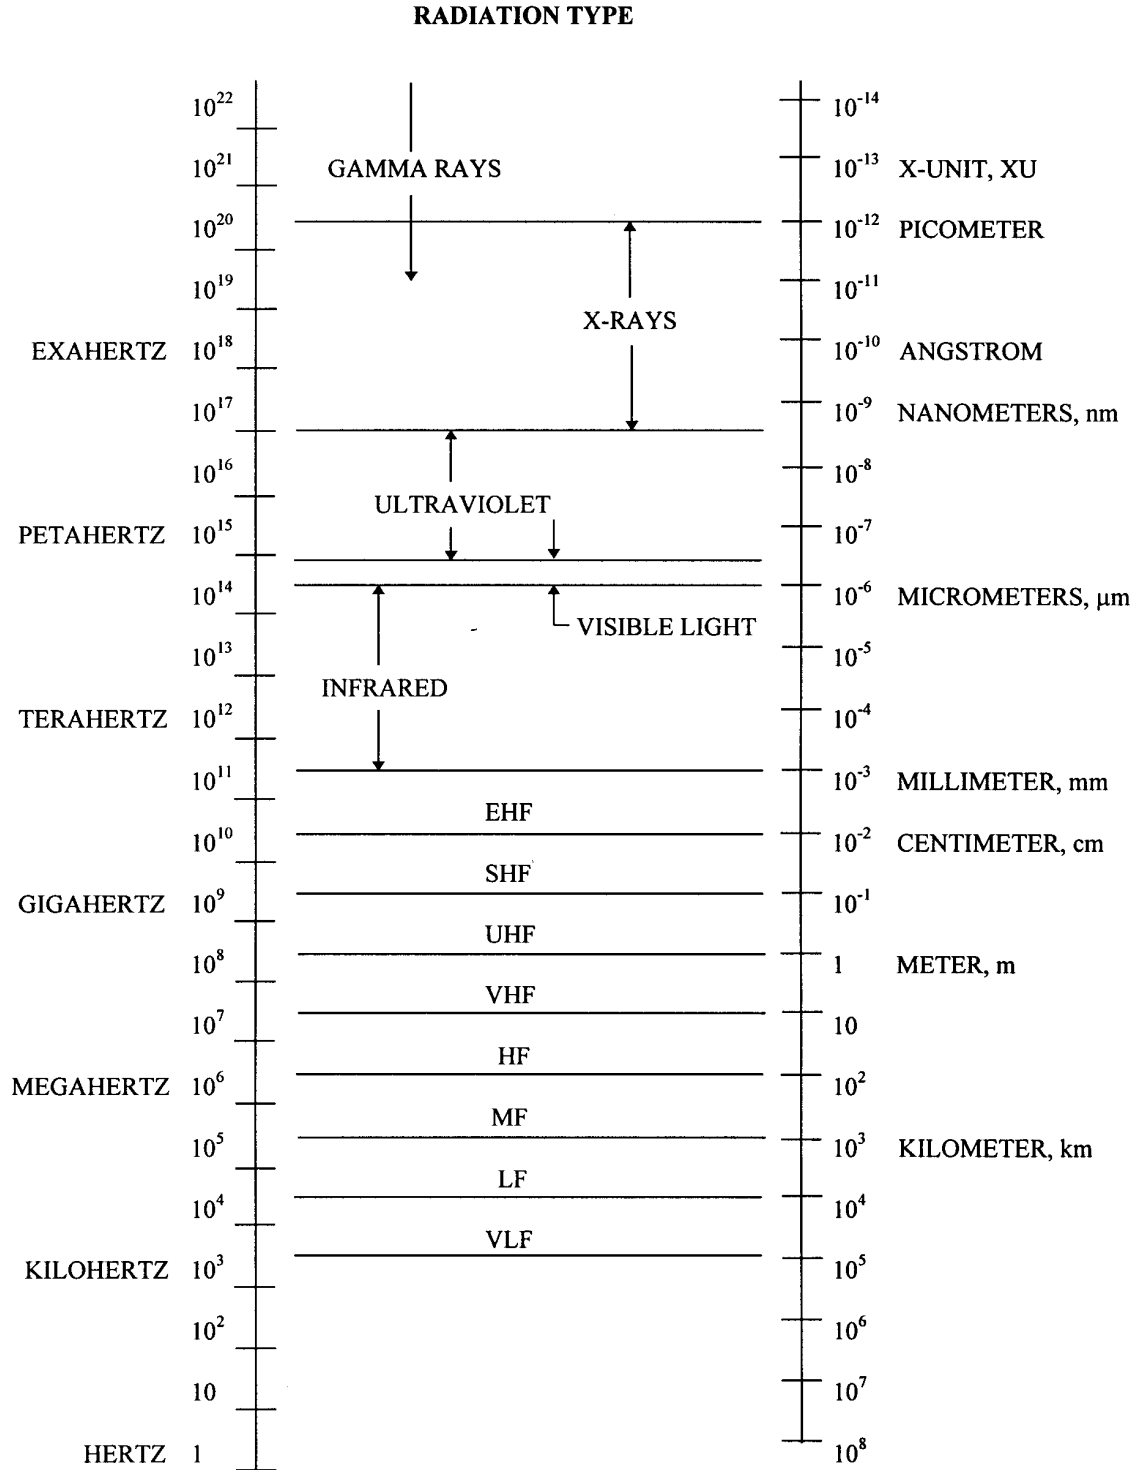 RADIATION TYPE
10^22 10^-14
10^21 GAMMA RAYS 10^-13 X-UNIT, XU
10^20 10^-12 PICOMETER
10^19 10^-11
X-RAYS
EXAHERTZ 10^18 10^-10 ANGSTROM
10^17 10^-9 NANOMETERS, nm
10^16 10^-8
ULTRAVIOLET
PETAHERTZ 10^15 10^-7
10^14 10^-6 MICROMETERS, μm
VISIBLE LIGHT
10^13 10^-5
INFRARED
TERAHERTZ 10^12 10^-4
10^11 10^-3 MILLIMETER, mm
EHF
10^10 10^-2 CENTIMETER, cm
SHF
GIGAHERTZ 10^9 10^-1
UHF
10^8 1 METER, m
VHF
10^7 10
HF
MEGAHERTZ 10^6 10^2
MF
10^5 10^3 KILOMETER, km
LF
10^4 10^4
VLF
KILOHERTZ 10^3 10^5
10^2 10^6
10 10^7
HERTZ 1 10^8